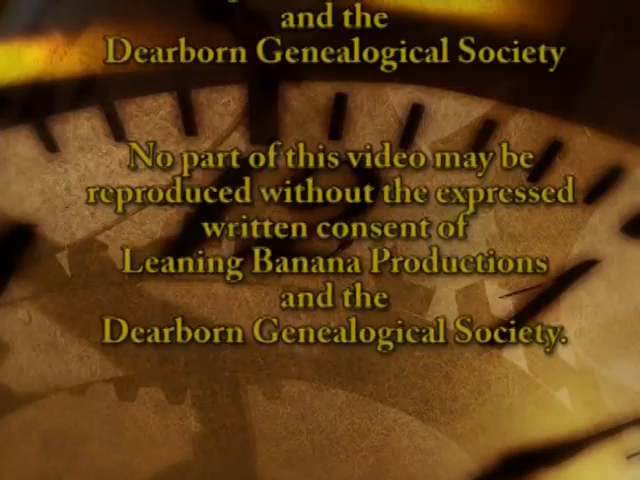 and the
Dearborn Genealogical Society
No part of this video may be
reproduced without the expressed
written consent of
Leaning Banana Productions
and the
Dearborn Genealogical Society.